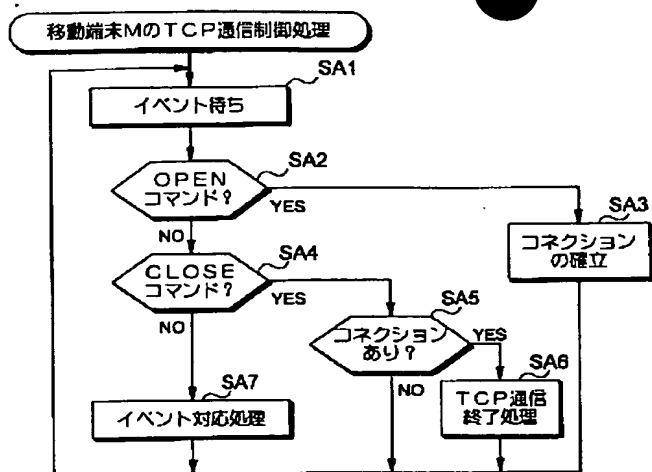 移動端末MのTCP通信制御処理
SA1
イベント待ち
SA2
OPEN
コマンド?
YES
NO
SA3
コネクション
の確立
SA4
CLOSE
コマンド?
YES
NO
SA5
コネクション
あり?
YES
NO
SA6
TCP通信
終了処理
SA7
イベント対応処理